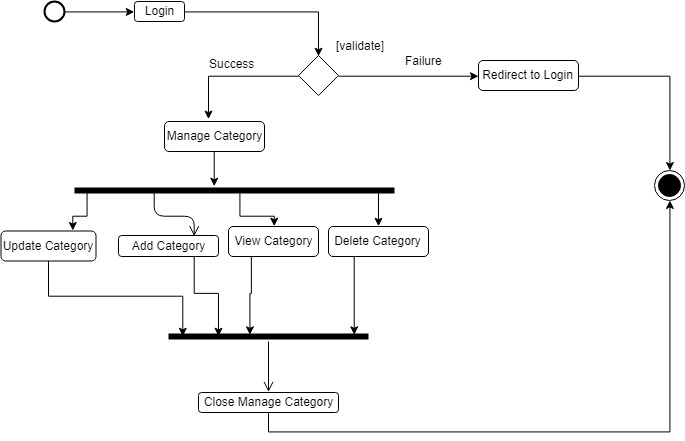 Login
[validate]
Success
Failure
Redirect to Login
Manage Category
Update Category
Add Category
View Category
Delete Category
Close Manage Category